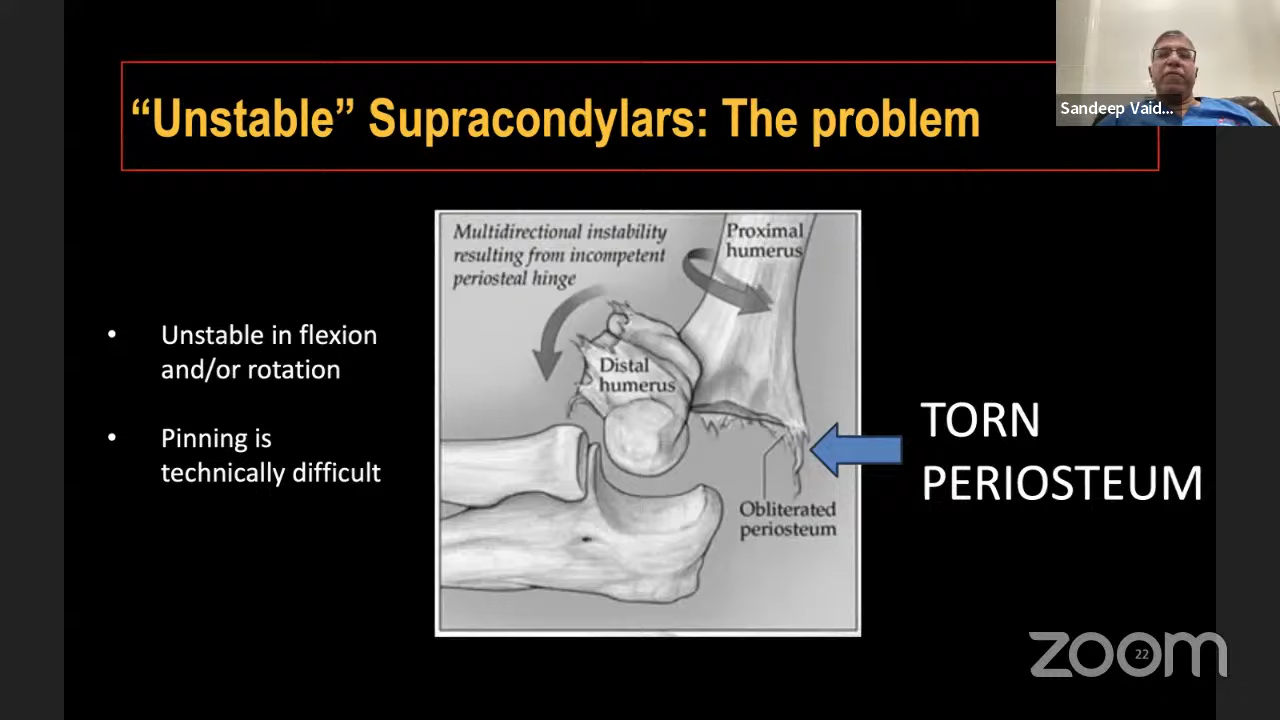 “Unstable” Supracondylars: The problem
Sandeep Vaid...
• Unstable in flexion
and/or rotation
• Pinning is
technically difficult
Multidirectional instability
resulting from incompetent
periosteal hinge
Proximal
humerus
Distal
humerus
Obliterated
periosteum
TORN
PERIOSTEUM
zoom
22